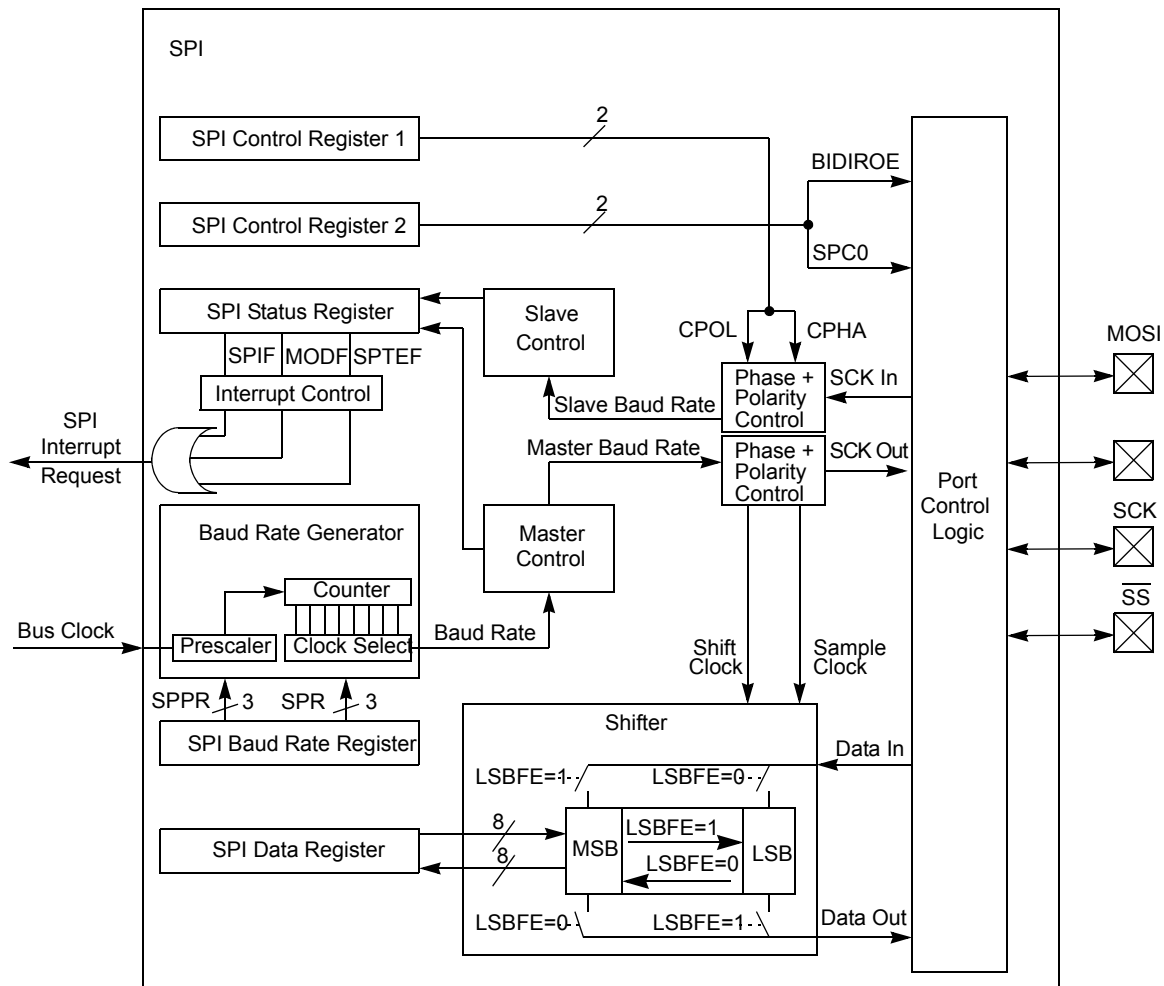 SPI
SPI Control Register 1
2
SPI Control Register 2
2
BIDIROE
SPC0
SPI Status Register
SPIF
MODF
SPTEF
Interrupt Control
SPI
Interrupt
Request
Slave
Control
CPOL
CPHA
Phase +
Polarity
Control
SCK In
Slave Baud Rate
Master Baud Rate
Phase +
Polarity
Control
SCK Out
Port
Control
Logic
MOSI
SCK
SS
Baud Rate Generator
Counter
Prescaler
Clock Select
Bus Clock
Baud Rate
Master
Control
SPPR
3
SPR
3
SPI Baud Rate Register
Shift
Clock
Sample
Clock
Shifter
Data In
LSBFE=1
LSBFE=0
SPI Data Register
8
8
MSB
LSBFE=1
LSBFE=0
LSB
LSBFE=0
LSBFE=1
Data Out